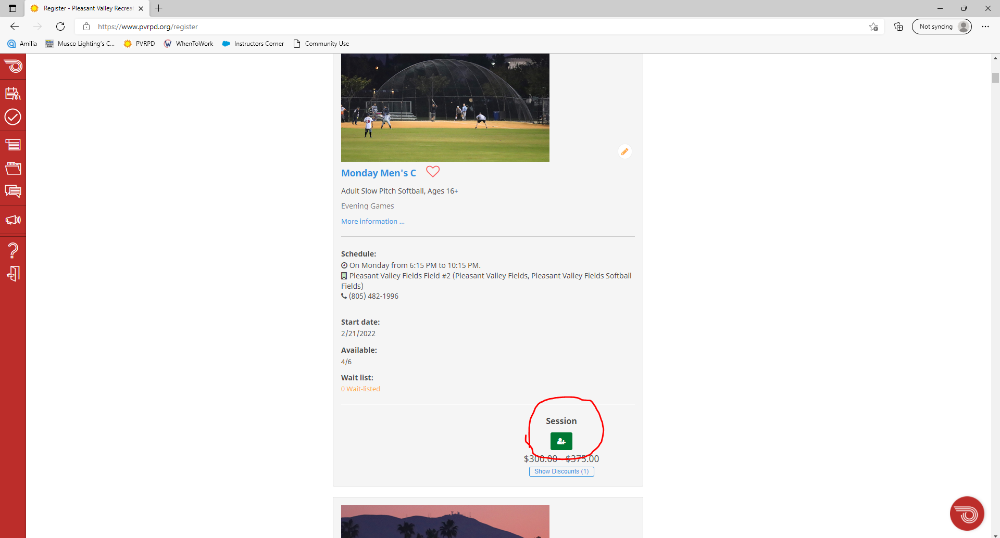 Register - Pleasant Valley Recrea
https://www.pvrpd.org/register
Not syncing
Amilia
Musco Lighting's C...
PVRPD
WhenToWork
Instructors Corner
Community Use
16
Monday Men's C
Adult Slow Pitch Softball, Ages 16+
Evening Games
More information ...
Schedule:
On Monday from 6:15 PM to 10:15 PM.
Pleasant Valley Fields Field #2 (Pleasant Valley Fields, Pleasant Valley Fields Softball
Fields)
(805) 482-1996
Start date:
2/21/2022
Available:
4/6
Wait list:
0 Wait-listed
Session
$300.00 - $375.00
Show Discounts (1)